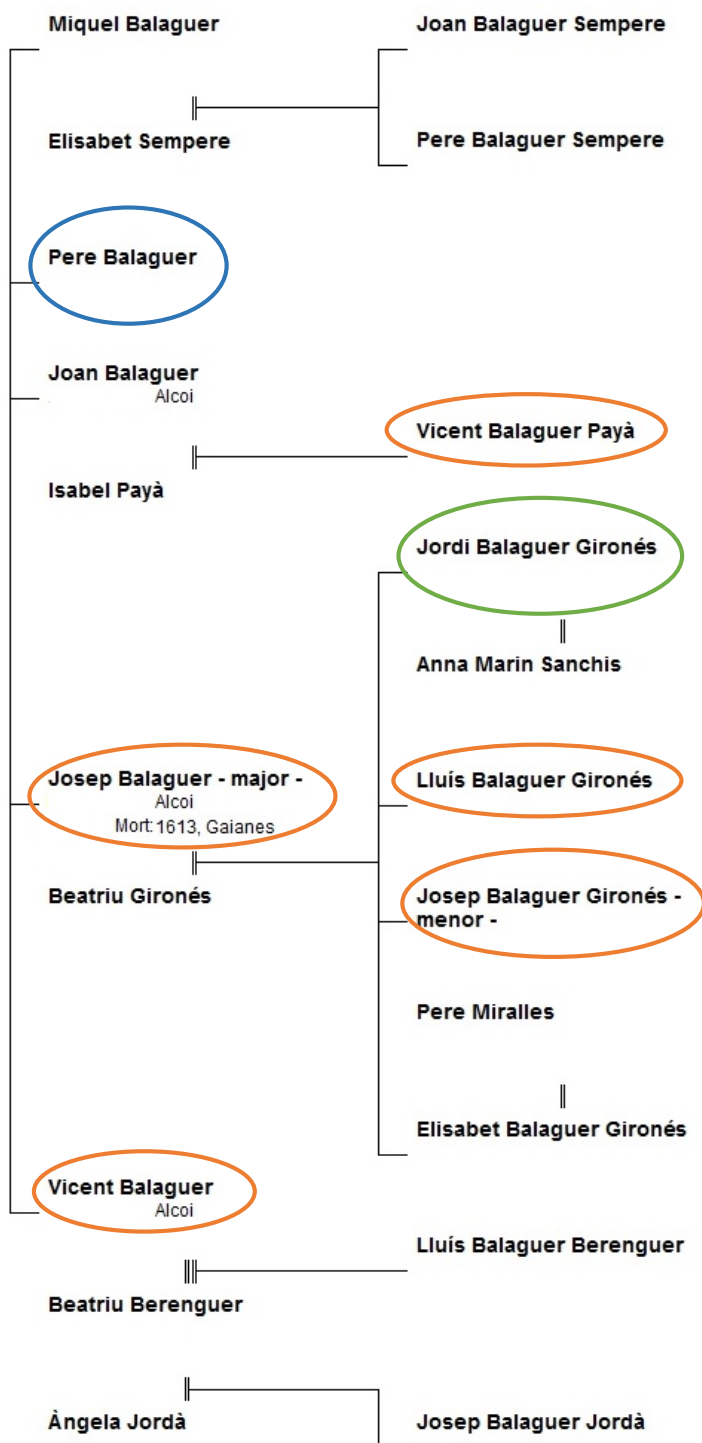 Miquel Balaguer
Joan Balaguer Sempere
Elisabet Sempere
Pere Balaguer Sempere
Pere Balaguer
Joan Balaguer
Alcoi
Vicent Balaguer Payà
Isabel Payà
Jordi Balaguer Gironés
Anna Marin Sanchis
Josep Balaguer - major -
Alcoi
Mort: 1613, Gaianes
Lluís Balaguer Gironés
Beatriu Gironés
Josep Balaguer Gironés -
menor -
Pere Miralles
Elisabet Balaguer Gironés
Vicent Balaguer
Alcoi
Lluís Balaguer Berenguer
Beatriu Berenguer
Àngela Jordà
Josep Balaguer Jordà